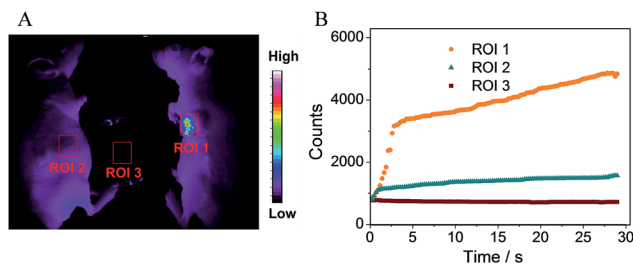 A
High
Low
ROI 1
ROI 2
ROI 3
B
6000
4000
2000
0
Counts
ROI 1
ROI 2
ROI 3
0 5 10 15 20 25 30
Time / s